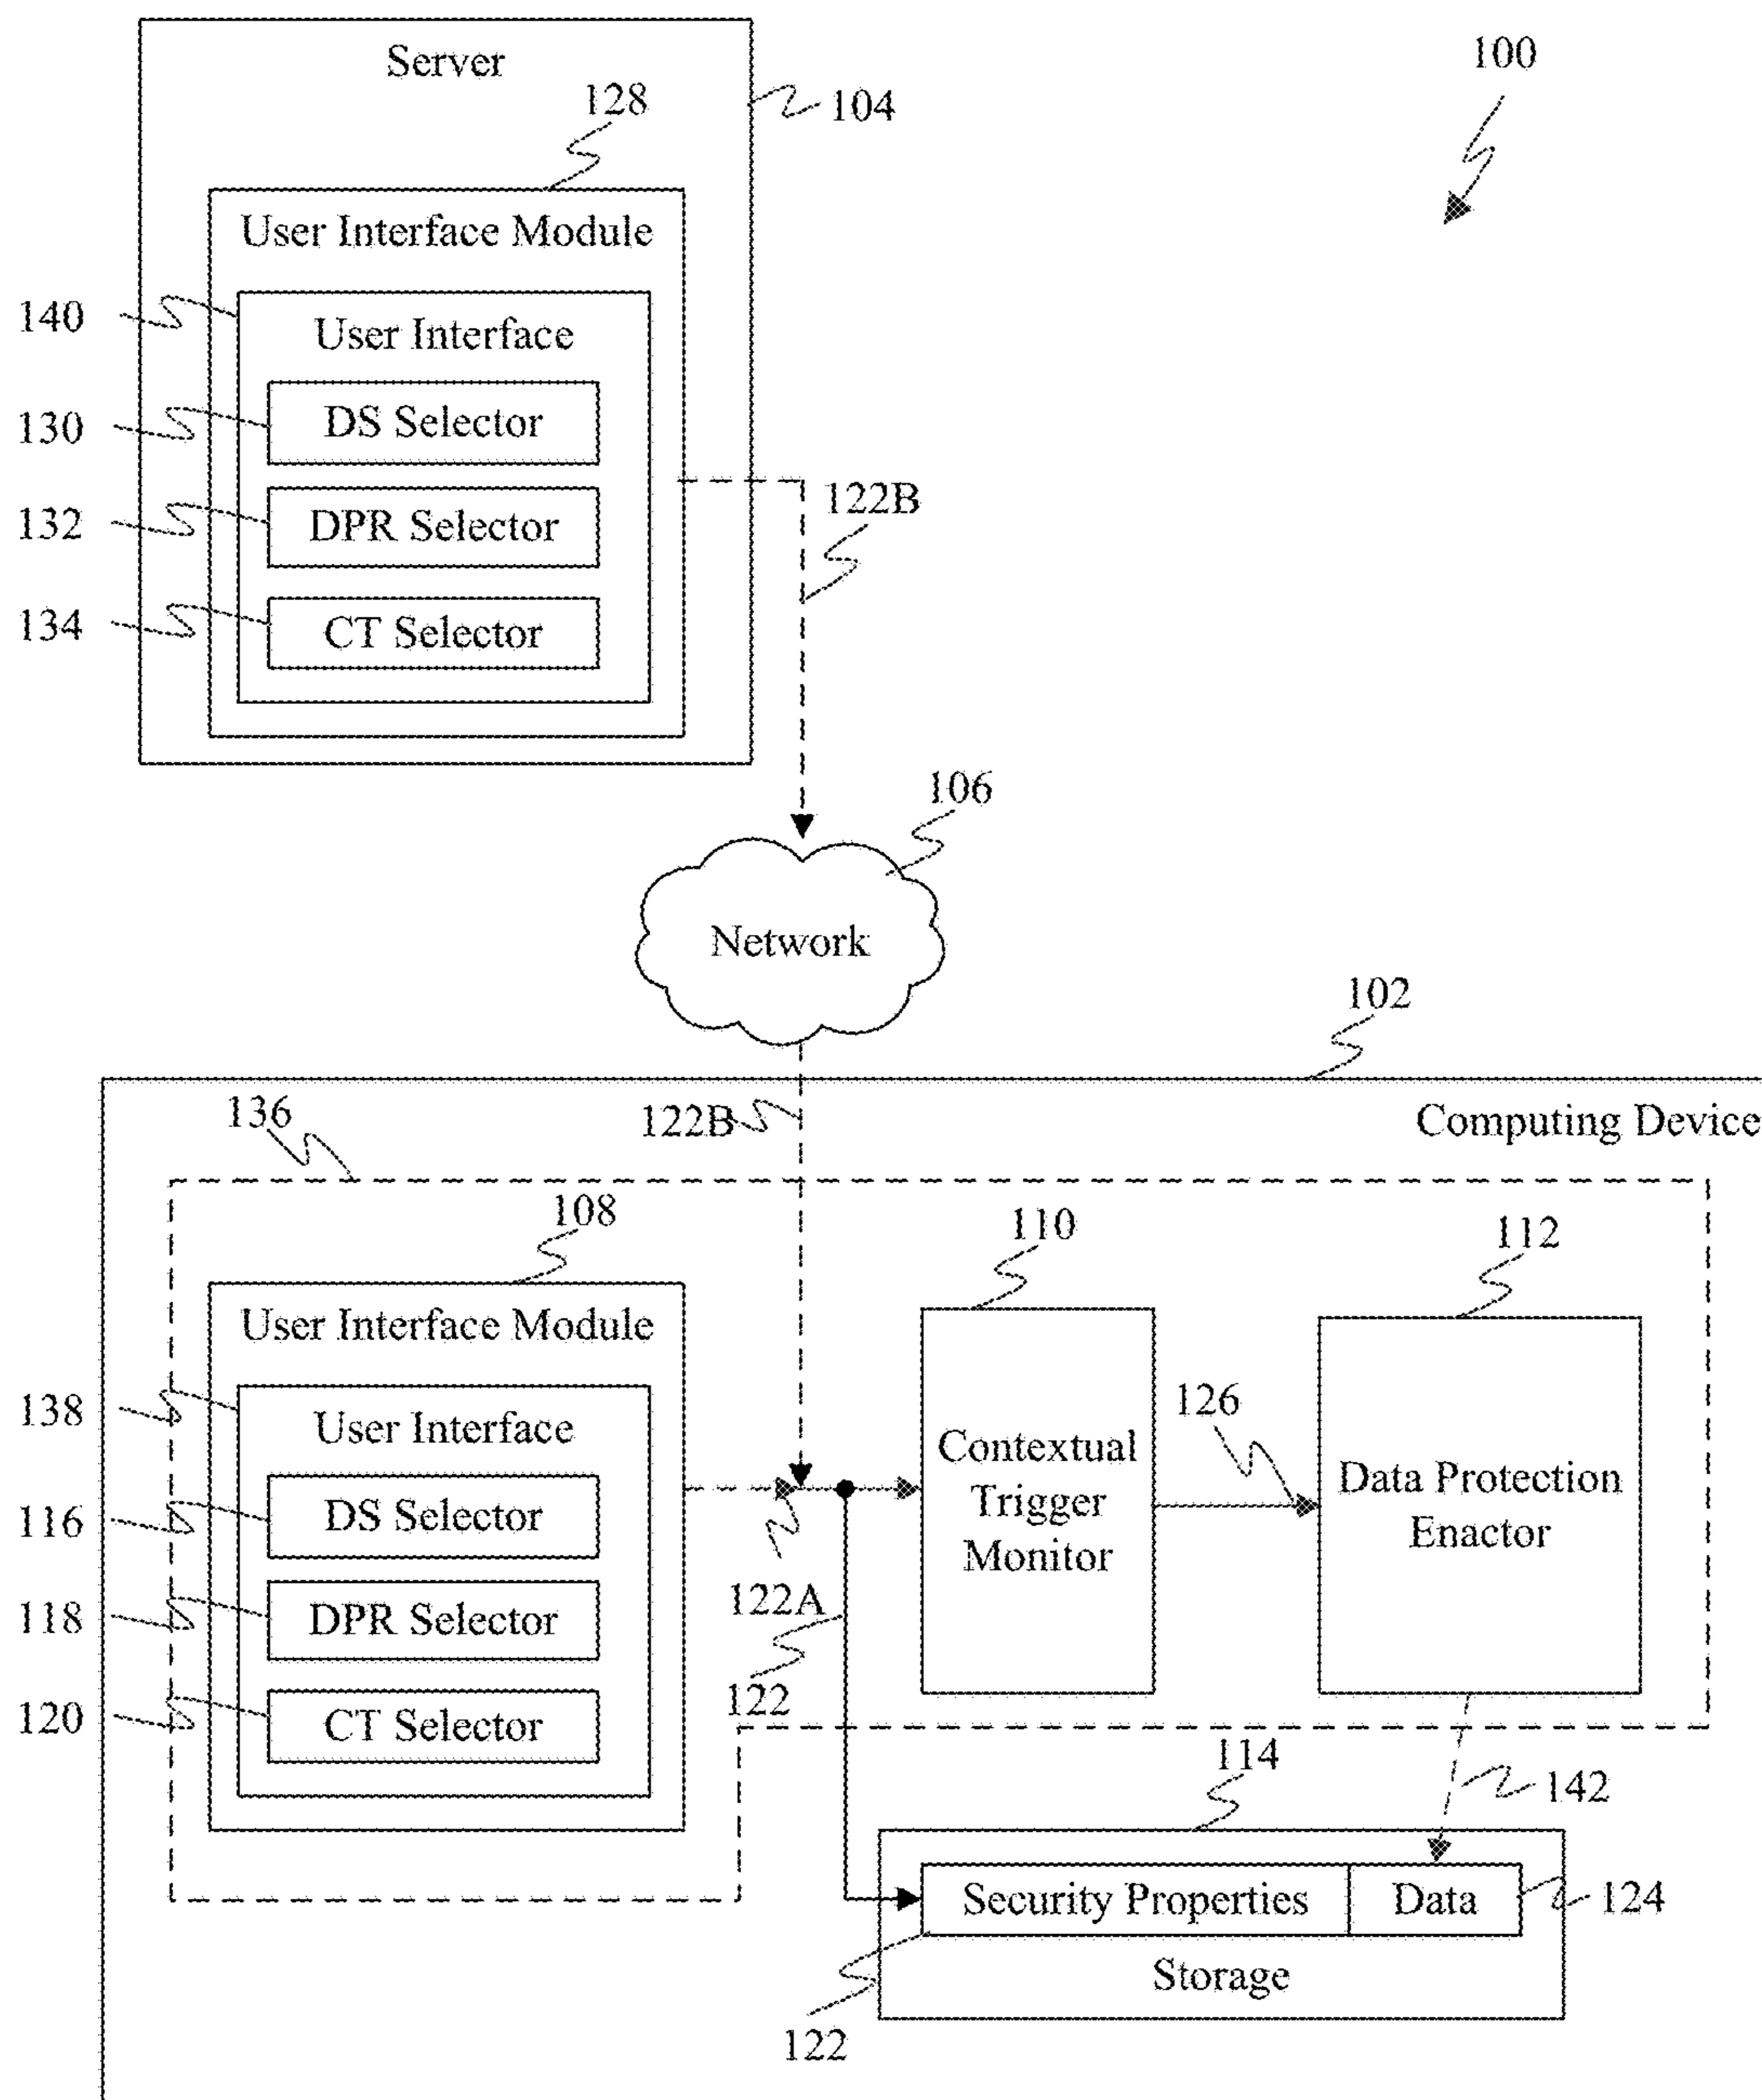 Server
100
104
128
User Interface Module
140
User Interface
130
DS Selector
122B
132
DPR Selector
134
CT Selector
106
Network
102
122B
Computing Device
136
108
110
112
User Interface Module
138
User Interface
126
Contextual
Trigger
Monitor
Data Protection
Enactor
116
DS Selector
122A
118
DPR Selector
122
120
CT Selector
114
142
Security Properties
Data
124
Storage
122